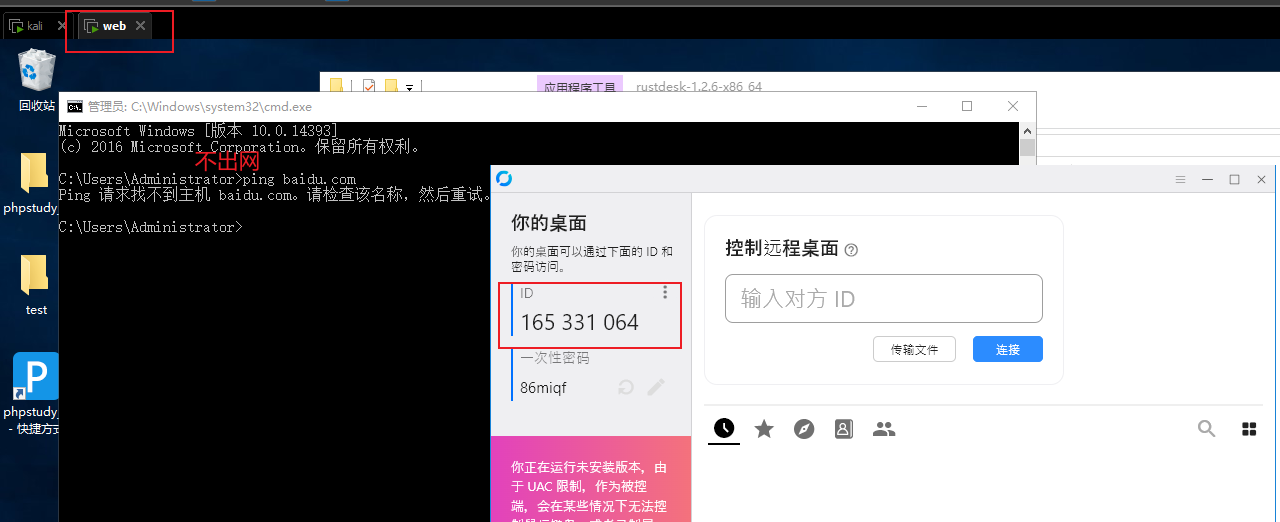 kali
web
回收站
应用程序工具
rustdesk-1.2.6-x86_64
管理员: C:\Windows\system32\cmd.exe
Microsoft Windows [版本 10.0.14393]
(c) 2016 Microsoft Corporation。保留所有权利。
不出网
C:\Users\Administrator>ping baidu.com
Ping 请求找不到主机 baidu.com。请检查该名称，然后重试。
C:\Users\Administrator>
phpstudy_
test
P
phpstudy_
- 快捷方式
你的桌面
你的桌面可以通过下面的 ID 和
密码访问。
ID
165 331 064
一次性密码
86miqf
你正在运行未安装版本，由
于 UAC 限制，作为被控
端，会在某些情况下无法控
控制远程桌面
输入对方 ID
传输文件
连接